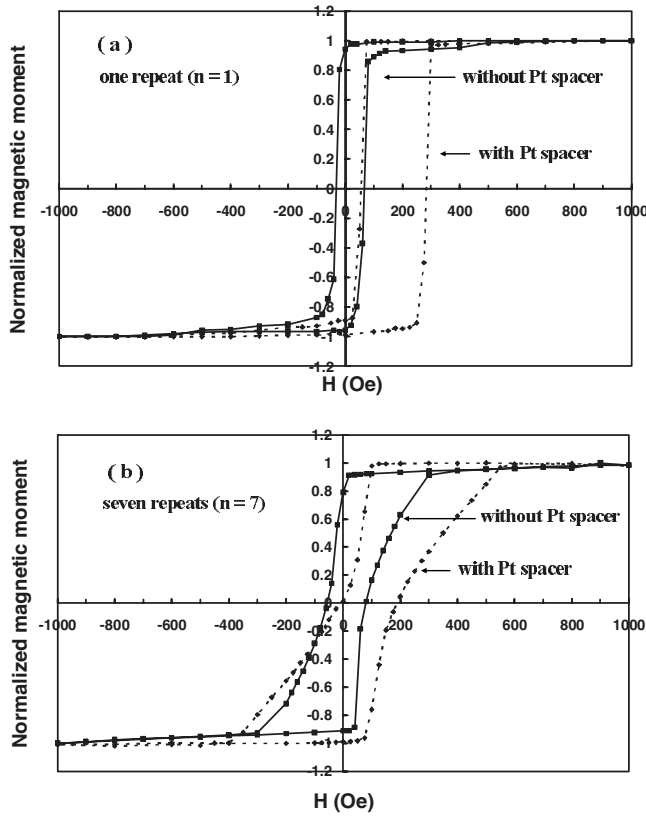 1.2
1
0.8
0.6
0.4
0.2
0
-0.2
-0.4
-0.6
-0.8
-1
-1.2
-1000 -800 -600 -400 -200 0 200 400 600 800 1000
Normalized magnetic moment
( a )
one repeat (n = 1)
without Pt spacer
with Pt spacer
H (Oe)
1.2
1
0.8
0.6
0.4
0.2
0
-0.2
-0.4
-0.6
-0.8
-1
-1.2
-1000 -800 -600 -400 -200 0 200 400 600 800 1000
Normalized magnetic moment
( b )
seven repeats (n = 7)
without Pt spacer
with Pt spacer
H (Oe)